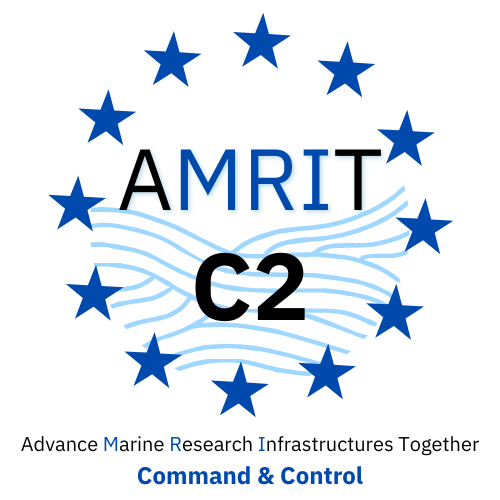 AMRIT
C2
Advance Marine Research Infrastructures Together
Command & Control